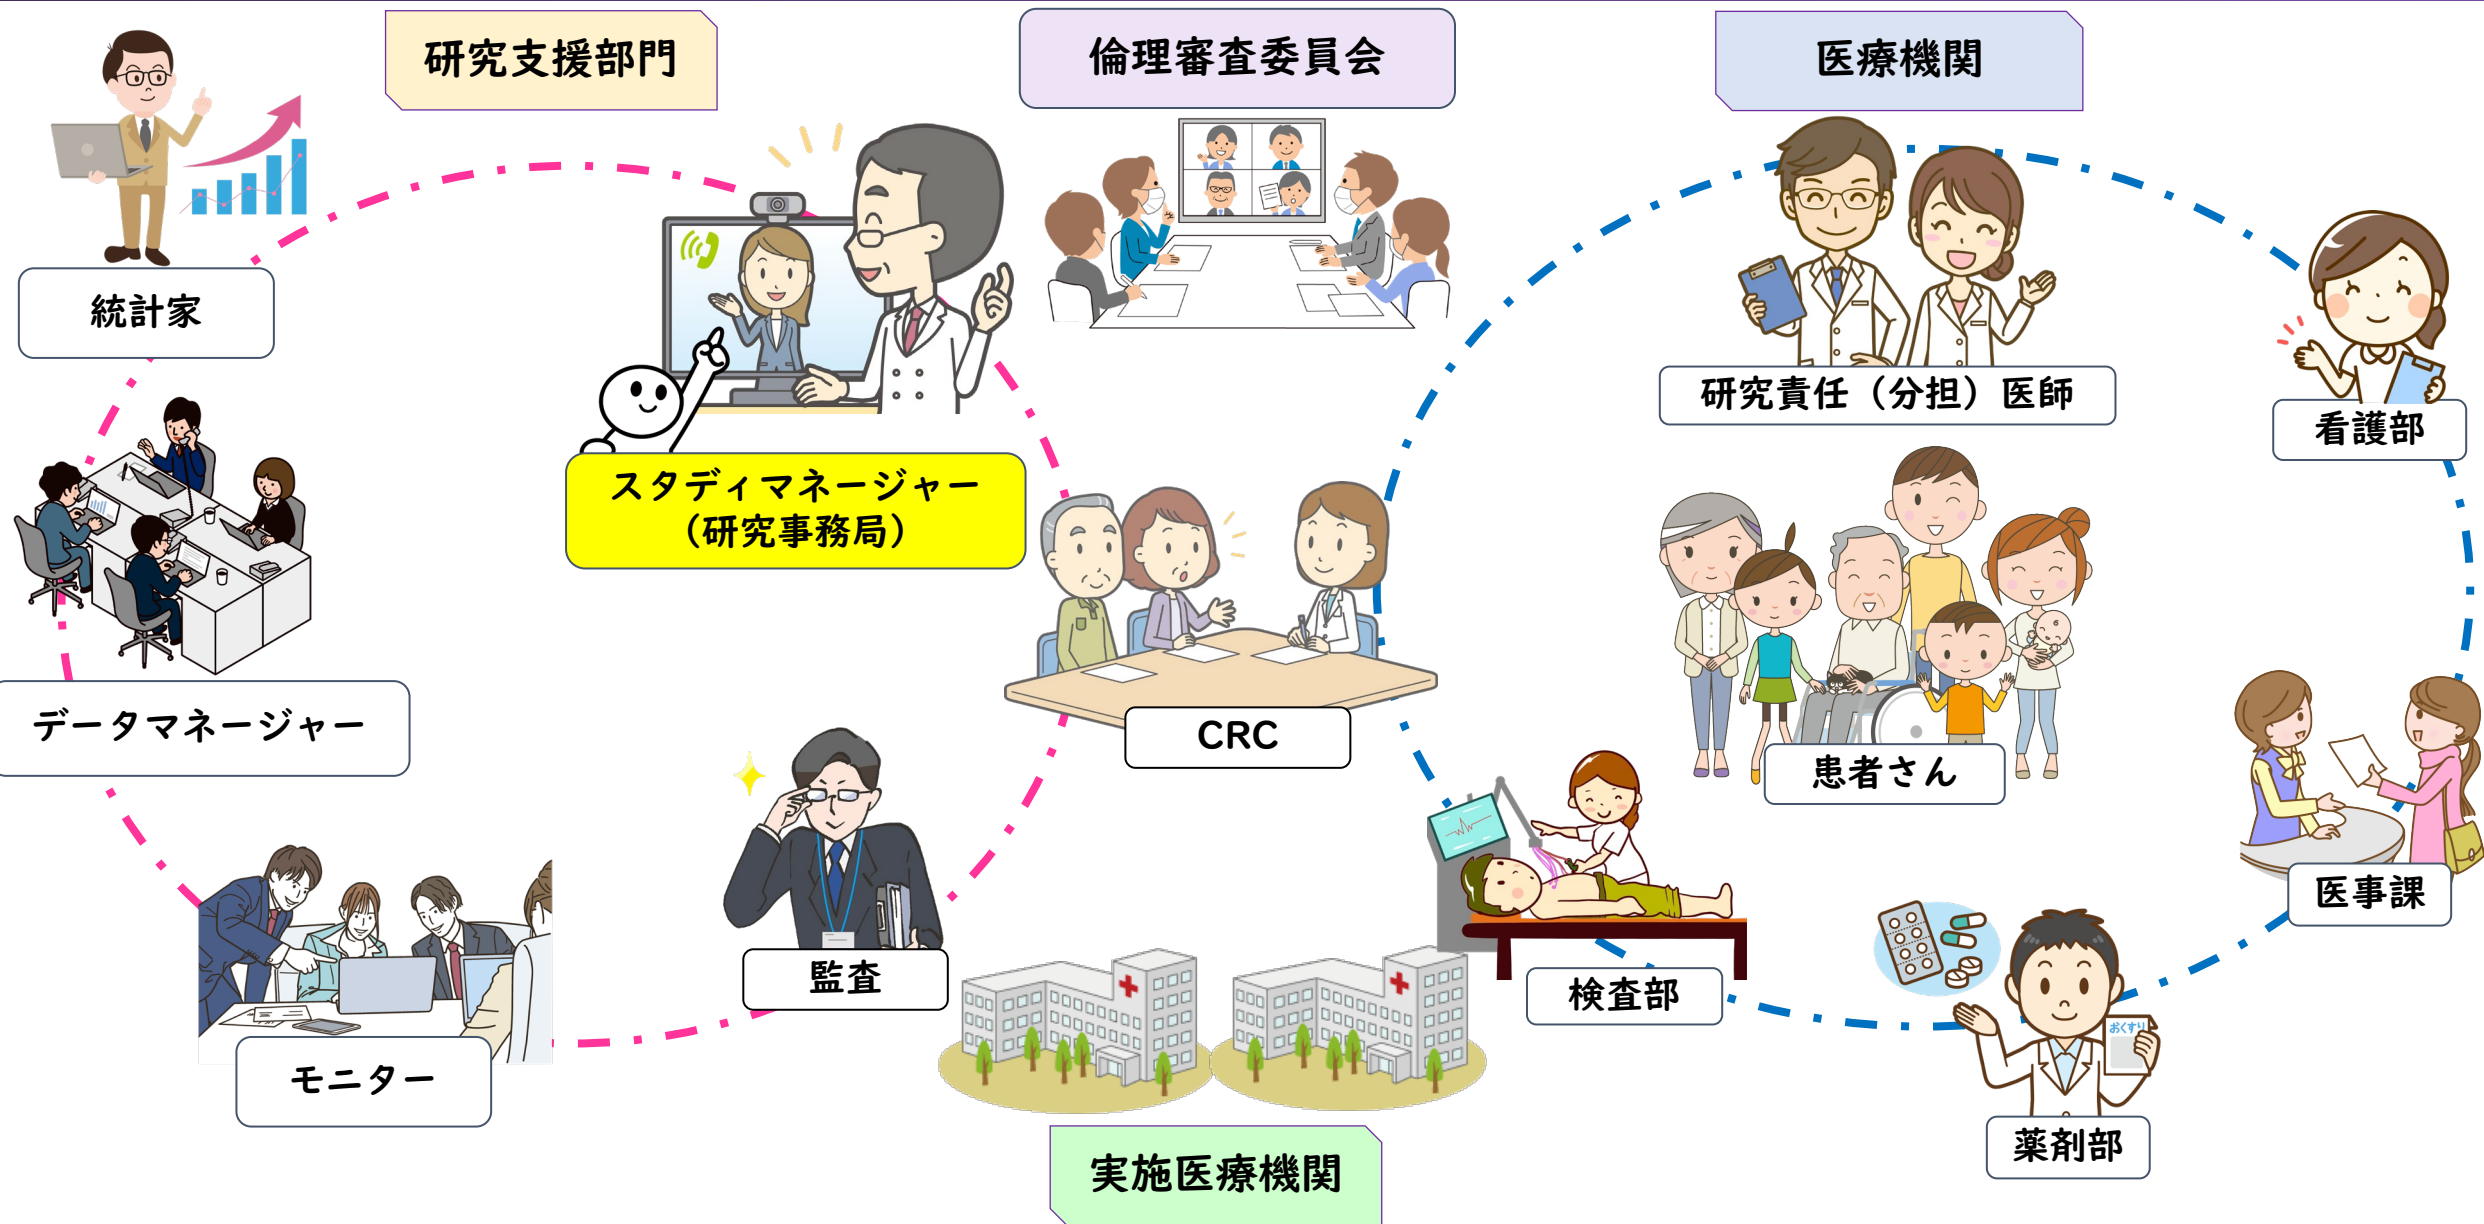 研究支援部門
倫理審査委員会
医療機関
統計家
研究責任（分担）医師
看護部
スタディマネージャー
（研究事務局）
データマネージャー
CRC
患者さん
医事課
監査
検査部
おくすり
モニター
薬剤部
実施医療機関